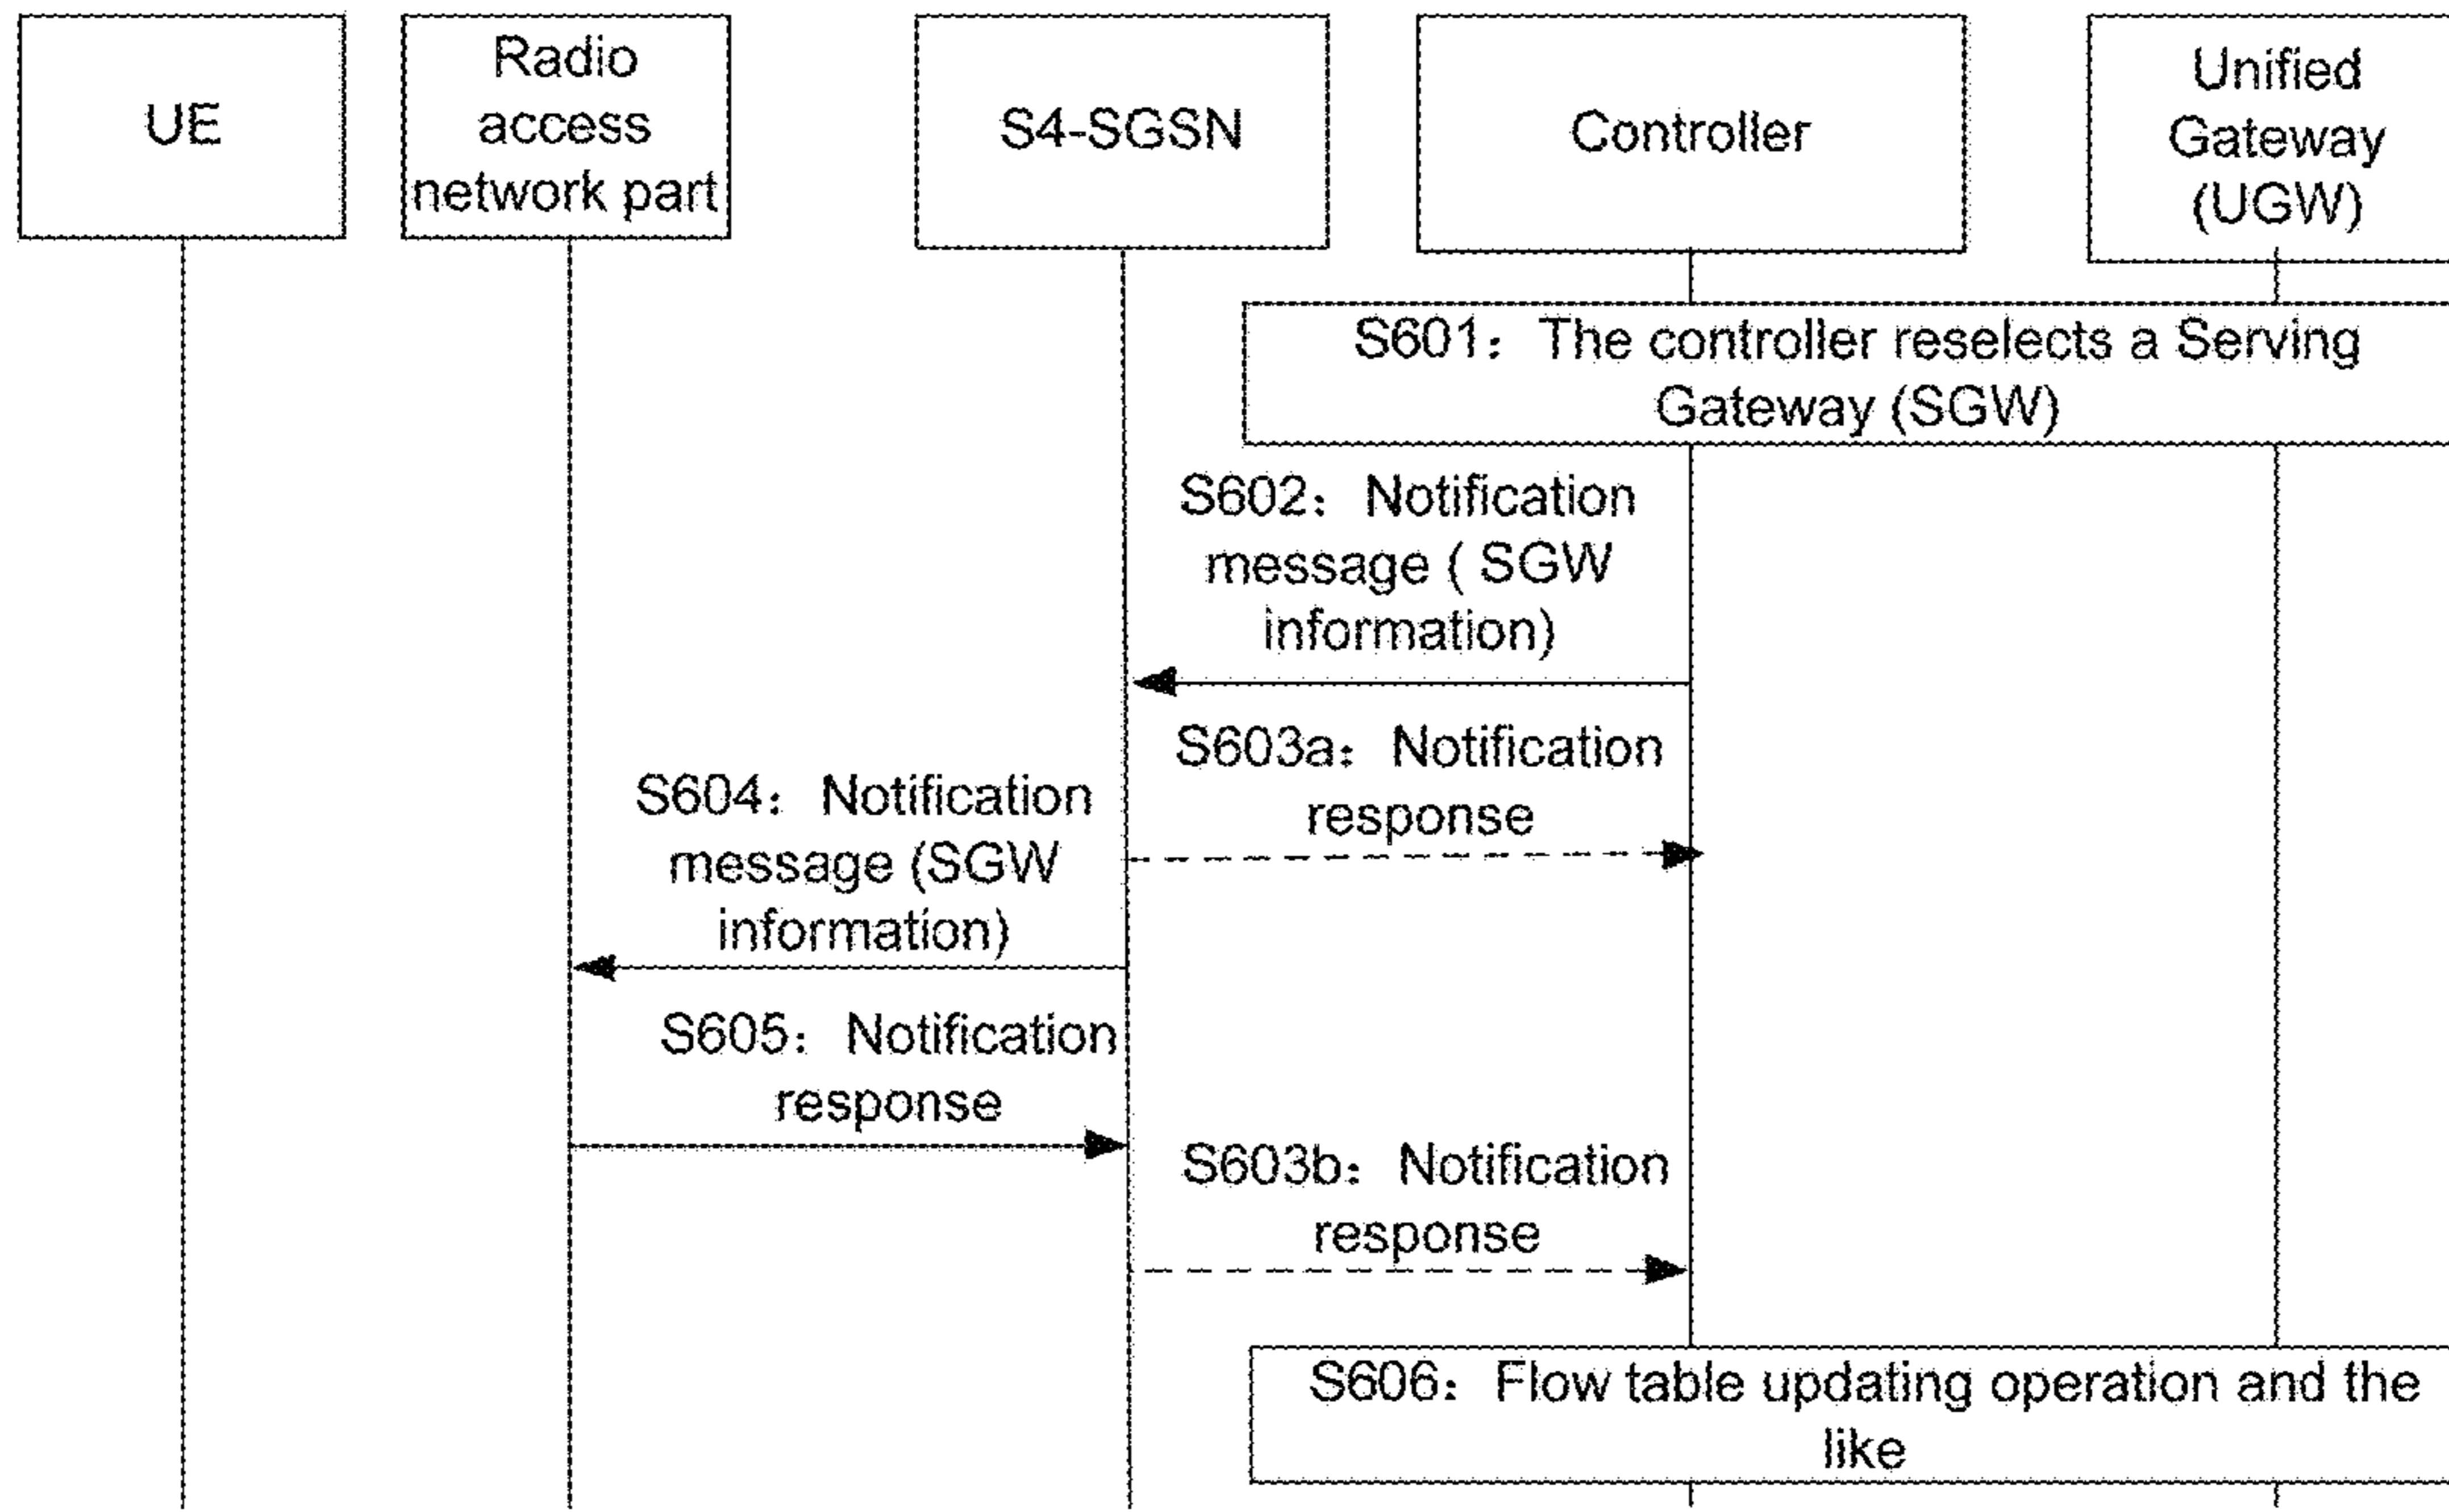 UE
Radio
access
network part
S4-SGSN
Controller
Unified
Gateway
(UGW)
S601: The controller reselects a Serving
Gateway (SGW)
S602: Notification
message ( SGW
information)
S603a: Notification
response
S604: Notification
message (SGW
information)
S605: Notification
response
S603b: Notification
response
S606: Flow table updating operation and the
like